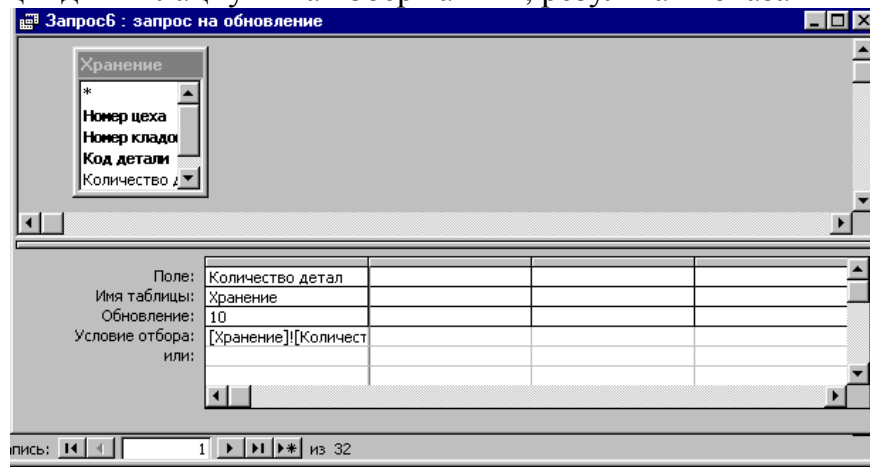 Запрос6 : запрос на обновление
Хранение
*
Номер цеха
Номер кладо
Код детали
Количество д
Поле: Количество детал
Имя таблицы: Хранение
Обновление: 10
Условие отбора: [Хранение]![Количест
или:
апись: 1 из 32